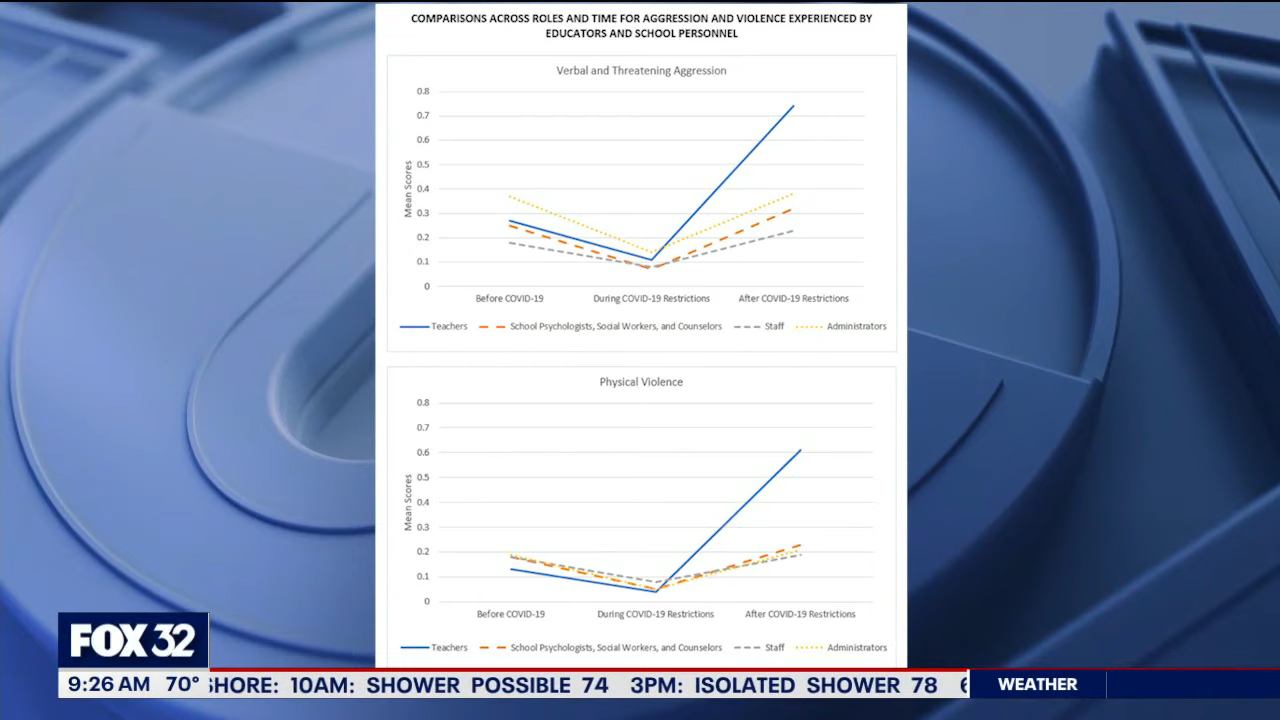 COMPARISONS ACROSS ROLES AND TIME FOR AGGRESSION AND VIOLENCE EXPERIENCED BY
EDUCATORS AND SCHOOL PERSONNEL
Verbal and Threatening Aggression
0.8
0.7
0.6
0.5
0.4
0.3
0.2
0.1
0
Mean Scores
Before COVID-19 During COVID-19 Restrictions After COVID-19 Restrictions
Teachers School Psychologists, Social Workers, and Counselors Staff Administrators
Physical Violence
0.8
0.7
0.6
0.5
0.4
0.3
0.2
0.1
0
Mean Scores
Before COVID-19 During COVID-19 Restrictions After COVID-19 Restrictions
Teachers School Psychologists, Social Workers, and Counselors Staff Administrators
FOX 32
9:26 AM 70° SHORE: 10AM: SHOWER POSSIBLE 74 3PM: ISOLATED SHOWER 78 WEATHER